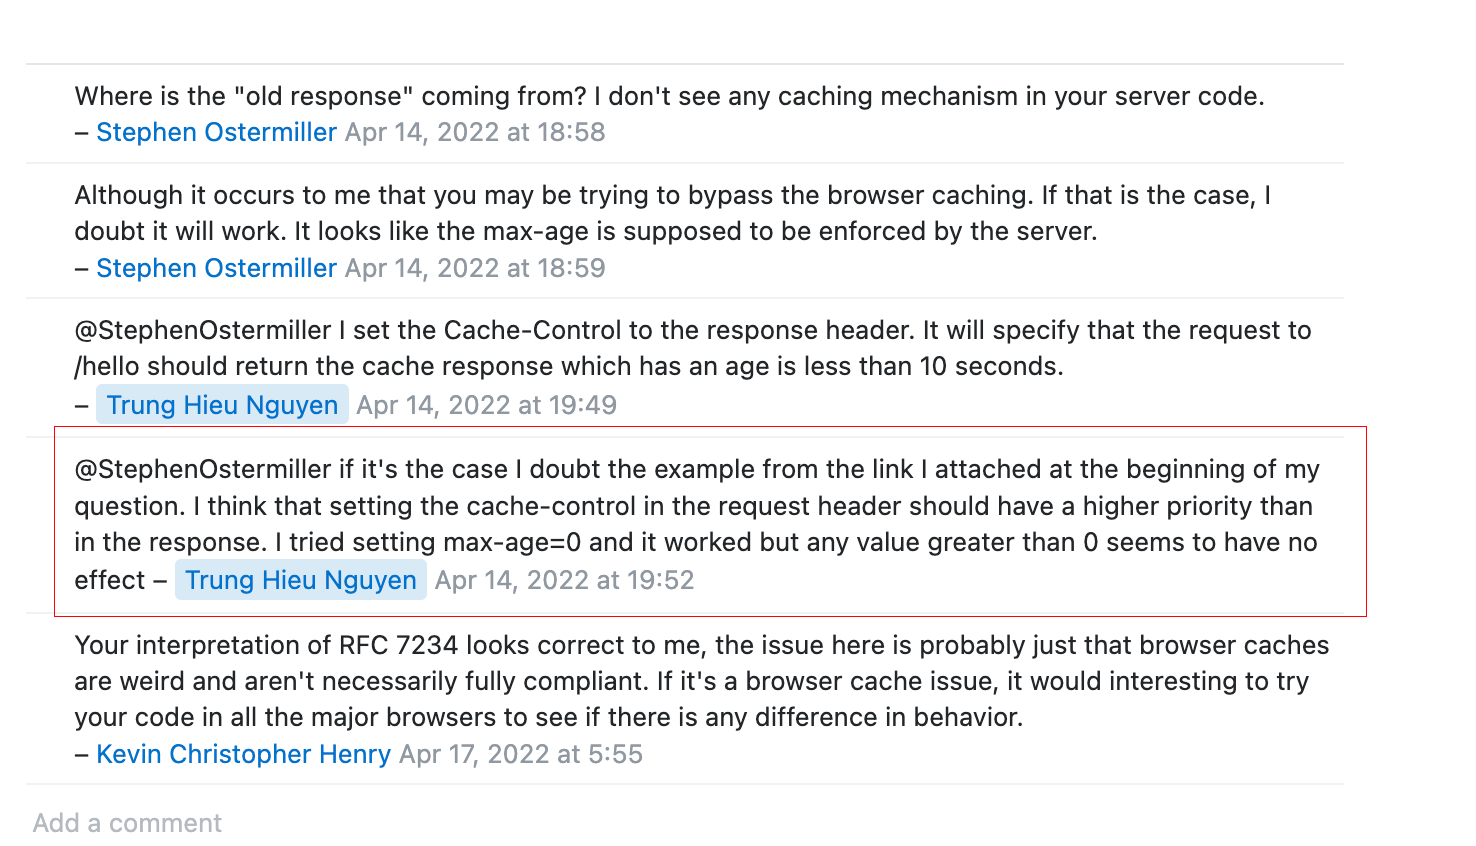 Where is the "old response" coming from? I don't see any caching mechanism in your server code.
– Stephen Ostermiller Apr 14, 2022 at 18:58
Although it occurs to me that you may be trying to bypass the browser caching. If that is the case, I
doubt it will work. It looks like the max-age is supposed to be enforced by the server.
– Stephen Ostermiller Apr 14, 2022 at 18:59
@StephenOstermiller I set the Cache-Control to the response header. It will specify that the request to
/hello should return the cache response which has an age is less than 10 seconds.
– Trung Hieu Nguyen Apr 14, 2022 at 19:49
@StephenOstermiller if it's the case I doubt the example from the link I attached at the beginning of my
question. I think that setting the cache-control in the request header should have a higher priority than
in the response. I tried setting max-age=0 and it worked but any value greater than 0 seems to have no
effect – Trung Hieu Nguyen Apr 14, 2022 at 19:52
Your interpretation of RFC 7234 looks correct to me, the issue here is probably just that browser caches
are weird and aren't necessarily fully compliant. If it's a browser cache issue, it would interesting to try
your code in all the major browsers to see if there is any difference in behavior.
– Kevin Christopher Henry Apr 17, 2022 at 5:55
Add a comment